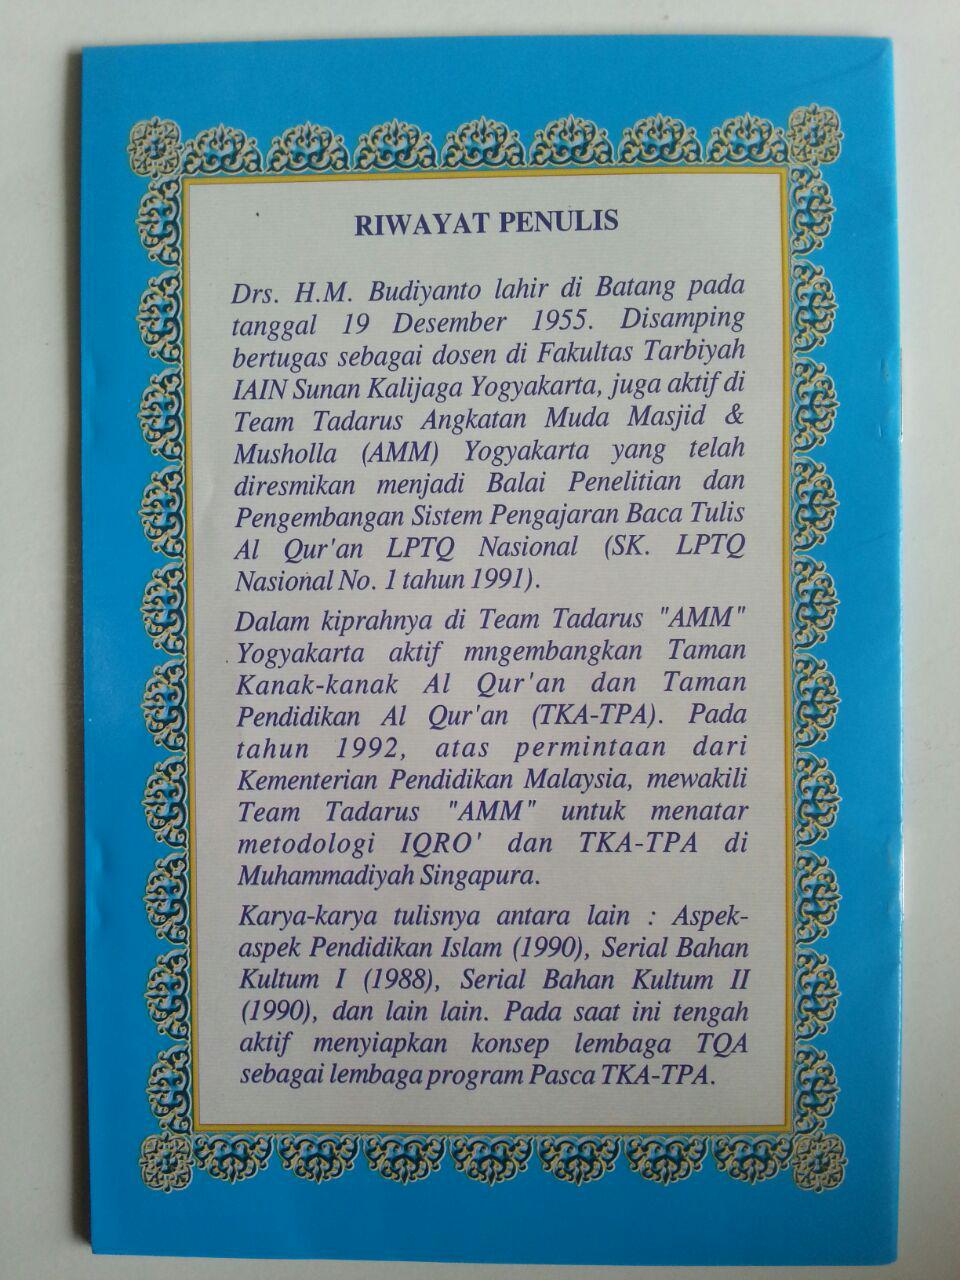 RIWAYAT PENULIS
Drs. H.M. Budiyanto lahir di Batang pada
tanggal 19 Desember 1955. Disamping
bertugas sebagai dosen di Fakultas Tarbiyah
IAIN Sunan Kalijaga Yogyakarta, juga aktif di
Team Tadarus Angkatan Muda Masjid &
Musholla (AMM) Yogyakarta yang telah
diresmikan menjadi Balai Penelitian dan
Pengembangan Sistem Pengajaran Baca Tulis
Al Qur'an LPTQ Nasional (SK. LPTQ
Nasional No. 1 tahun 1991).
Dalam kiprahnya di Team Tadarus "AMM"
Yogyakarta aktif mngembangkan Taman
Kanak-kanak Al Qur'an dan Taman
Pendidikan Al Qur'an (TKA-TPA). Pada
tahun 1992, atas permintaan dari
Kementerian Pendidikan Malaysia, mewakili
Team Tadarus "AMM" untuk menatar
metodologi IQRO' dan TKA-TPA di
Muhammadiyah Singapura.
Karya-karya tulisnya antara lain : Aspek-
aspek Pendidikan Islam (1990), Serial Bahan
Kultum I (1988), Serial Bahan Kultum II
(1990), dan lain lain. Pada saat ini tengah
aktif menyiapkan konsep lembaga TQA
sebagai lembaga program Pasca TKA-TPA.